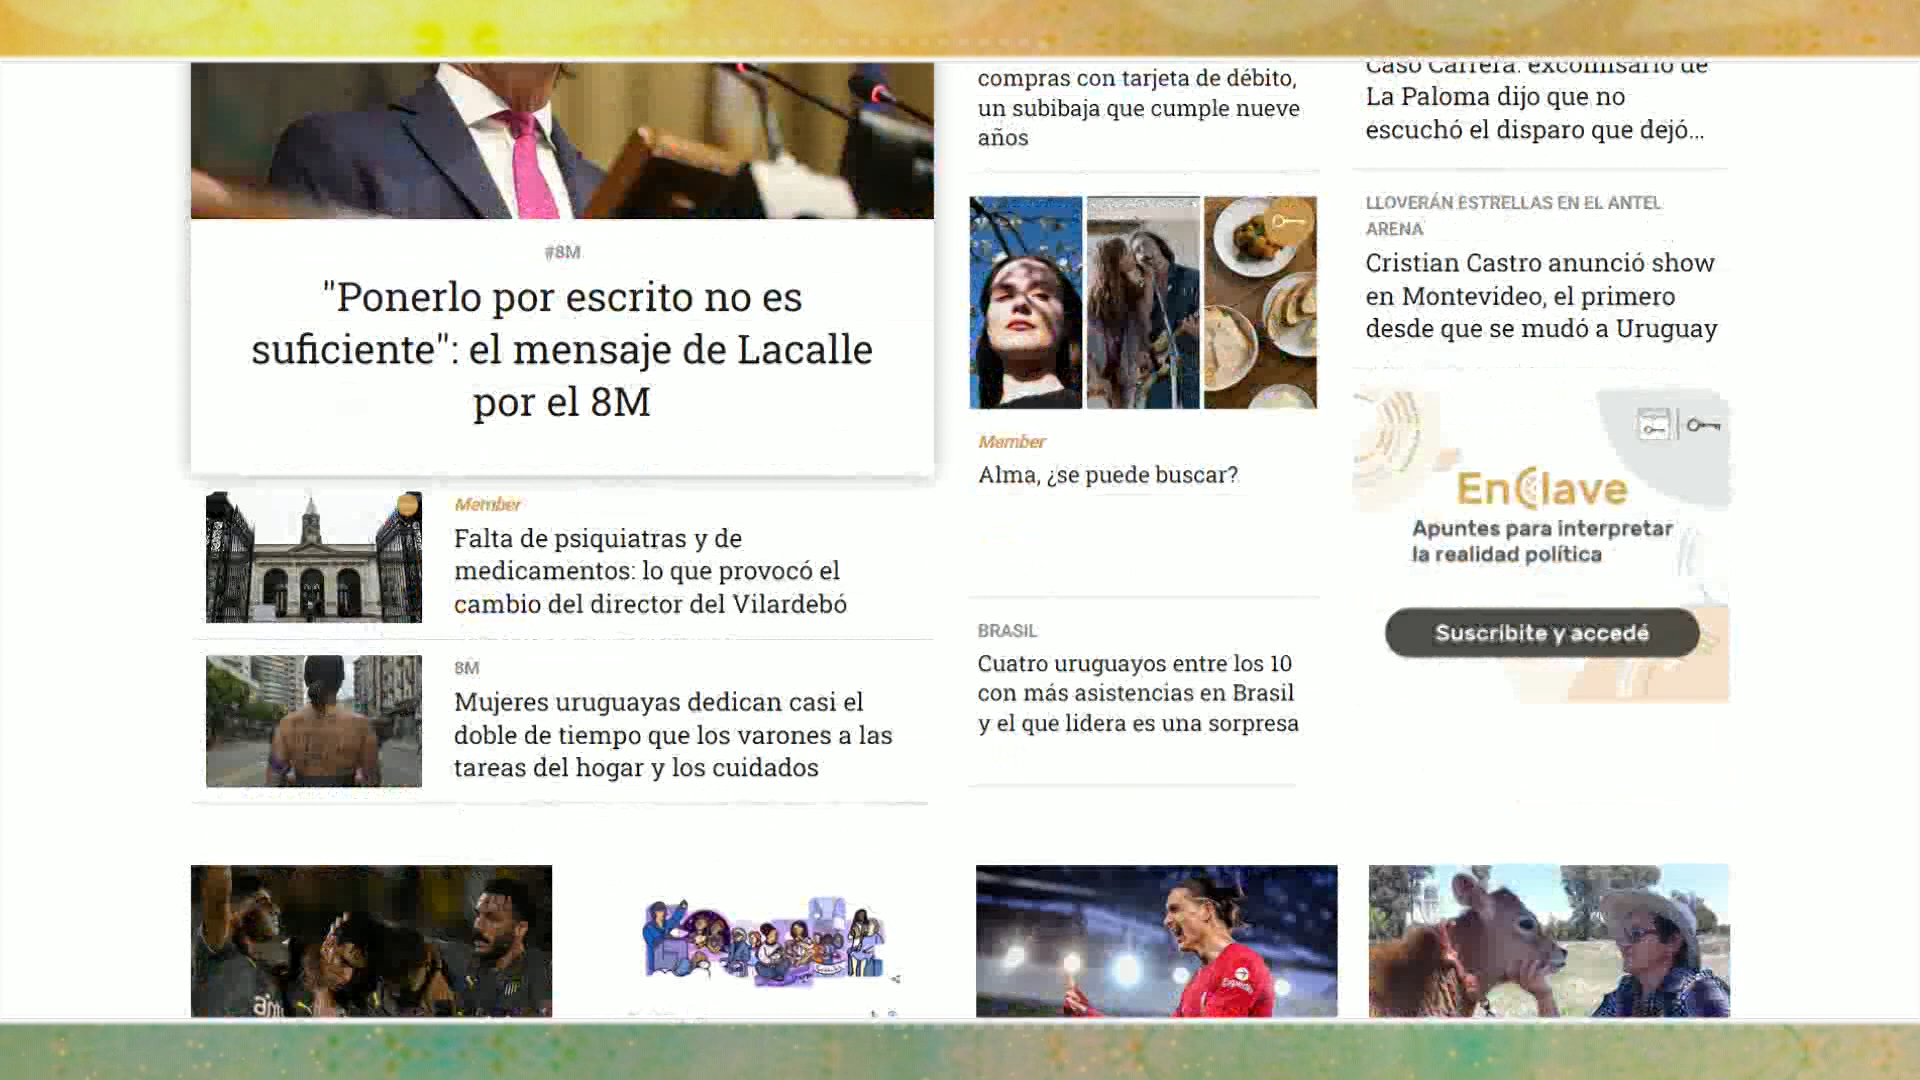 #8M
"Ponerlo por escrito no es
suficiente": el mensaje de Lacalle
por el 8M
Member
Falta de psiquiatras y de
medicamentos: lo que provocó el
cambio del director del Vilardebó
8M
Mujeres uruguayas dedican casi el
doble de tiempo que los varones a las
tareas del hogar y los cuidados
compras con tarjeta de débito,
un subibaja que cumple nueve
años
Member
Alma, ¿se puede buscar?
BRASIL
Cuatro uruguayos entre los 10
con más asistencias en Brasil
y el que lidera es una sorpresa
Caso Carrera: excomisario de
La Paloma dijo que no
escuchó el disparo que dejó...
LLOVERÁN ESTRELLAS EN EL ANTEL
ARENA
Cristian Castro anunció show
en Montevideo, el primero
desde que se mudó a Uruguay
EnClave
Apuntes para interpretar
la realidad política
Suscribite y accedé